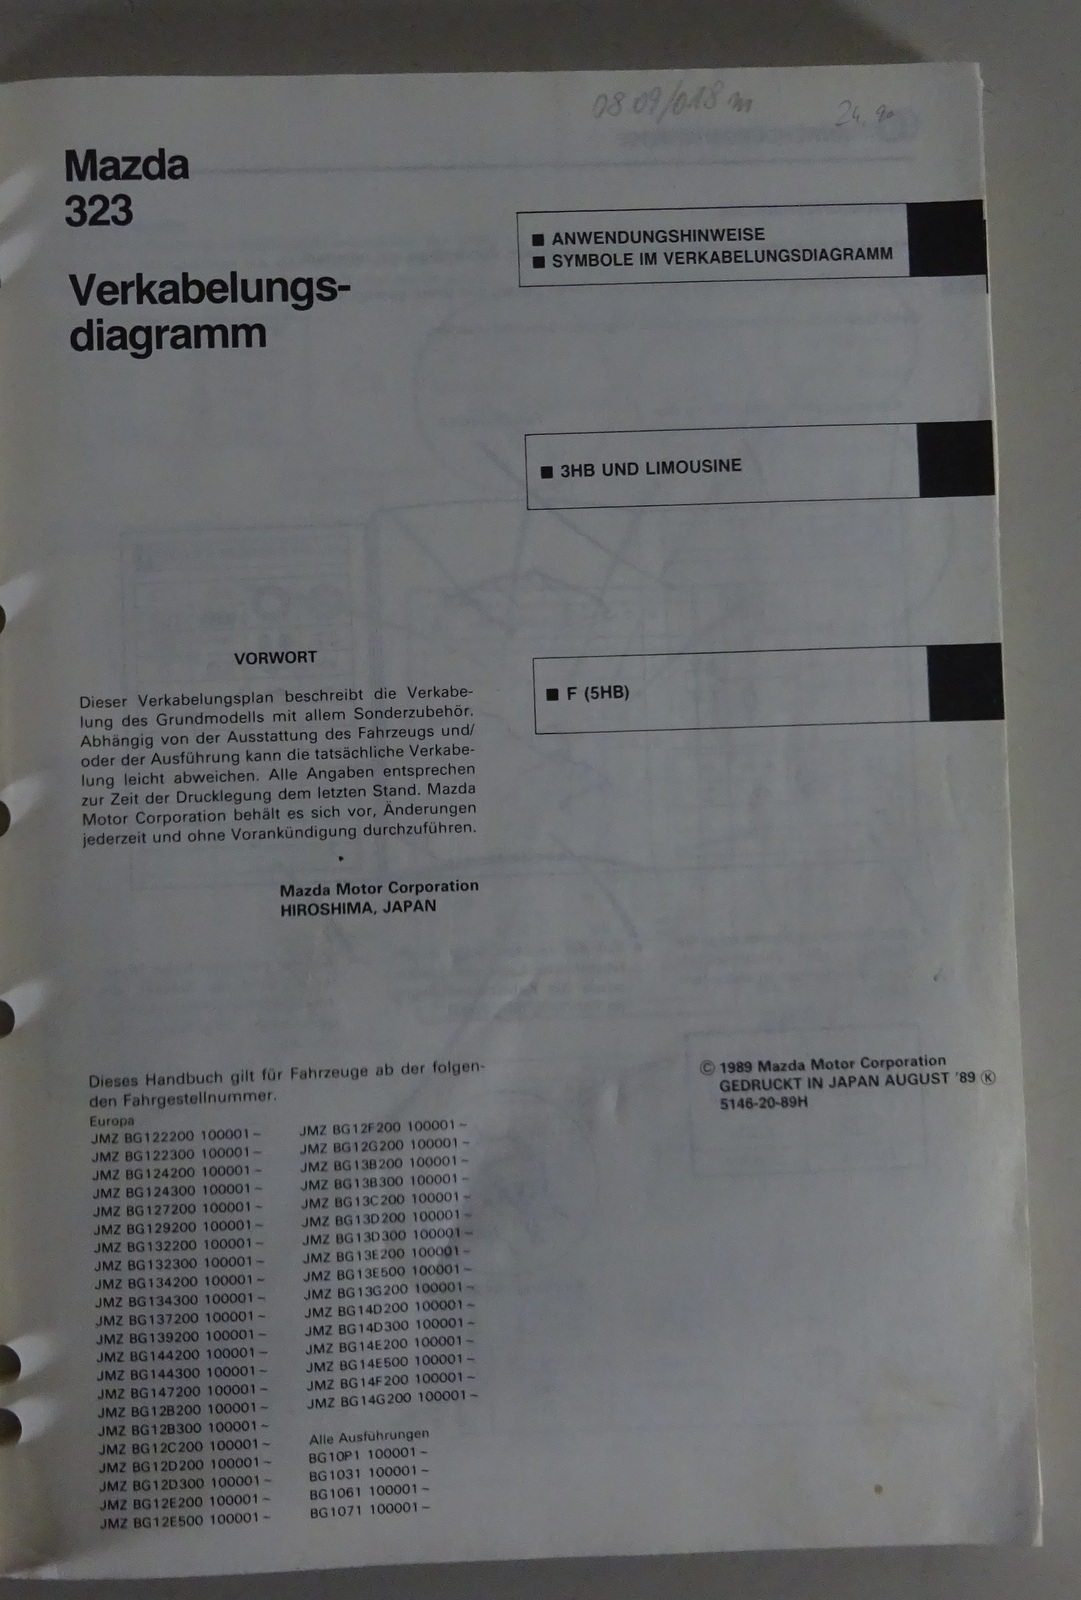 08 09/018 m
24.90
Mazda
323
Verkabelungs-
diagramm
■ ANWENDUNGSHINWEISE
■ SYMBOLE IM VERKABELUNGSDIAGRAMM
■ 3HB UND LIMOUSINE
■ F (5HB)
VORWORT
Dieser Verkabelungsplan beschreibt die Verkabe-
lung des Grundmodells mit allem Sonderzubehör.
Abhängig von der Ausstattung des Fahrzeugs und/
oder der Ausführung kann die tatsächliche Verkabe-
lung leicht abweichen. Alle Angaben entsprechen
zur Zeit der Drucklegung dem letzten Stand. Mazda
Motor Corporation behält es sich vor, Änderungen
jederzeit und ohne Vorankündigung durchzuführen.
Mazda Motor Corporation
HIROSHIMA, JAPAN
Dieses Handbuch gilt für Fahrzeuge ab der folgen-
den Fahrgestellnummer.
Europa
JMZ BG122200 100001~
JMZ BG122300 100001~
JMZ BG124200 100001~
JMZ BG124300 100001~
JMZ BG127200 100001~
JMZ BG129200 100001~
JMZ BG132200 100001~
JMZ BG132300 100001~
JMZ BG134200 100001~
JMZ BG134300 100001~
JMZ BG137200 100001~
JMZ BG139200 100001~
JMZ BG144200 100001~
JMZ BG144300 100001~
JMZ BG147200 100001~
JMZ BG12B200 100001~
JMZ BG12B300 100001~
JMZ BG12C200 100001~
JMZ BG12D200 100001~
JMZ BG12D300 100001~
JMZ BG12E200 100001~
JMZ BG12E500 100001~
JMZ BG12F200 100001~
JMZ BG12G200 100001~
JMZ BG13B200 100001~
JMZ BG13B300 100001~
JMZ BG13C200 100001~
JMZ BG13D200 100001~
JMZ BG13D300 100001~
JMZ BG13E200 100001~
JMZ BG13E500 100001~
JMZ BG13G200 100001~
JMZ BG14D200 100001~
JMZ BG14D300 100001~
JMZ BG14E200 100001~
JMZ BG14E500 100001~
JMZ BG14F200 100001~
JMZ BG14G200 100001~
Alle Ausführungen
BG10P1 100001~
BG1031 100001~
BG1061 100001~
BG1071 100001~
© 1989 Mazda Motor Corporation
GEDRUCKT IN JAPAN AUGUST '89 Ⓚ
5146-20-89H